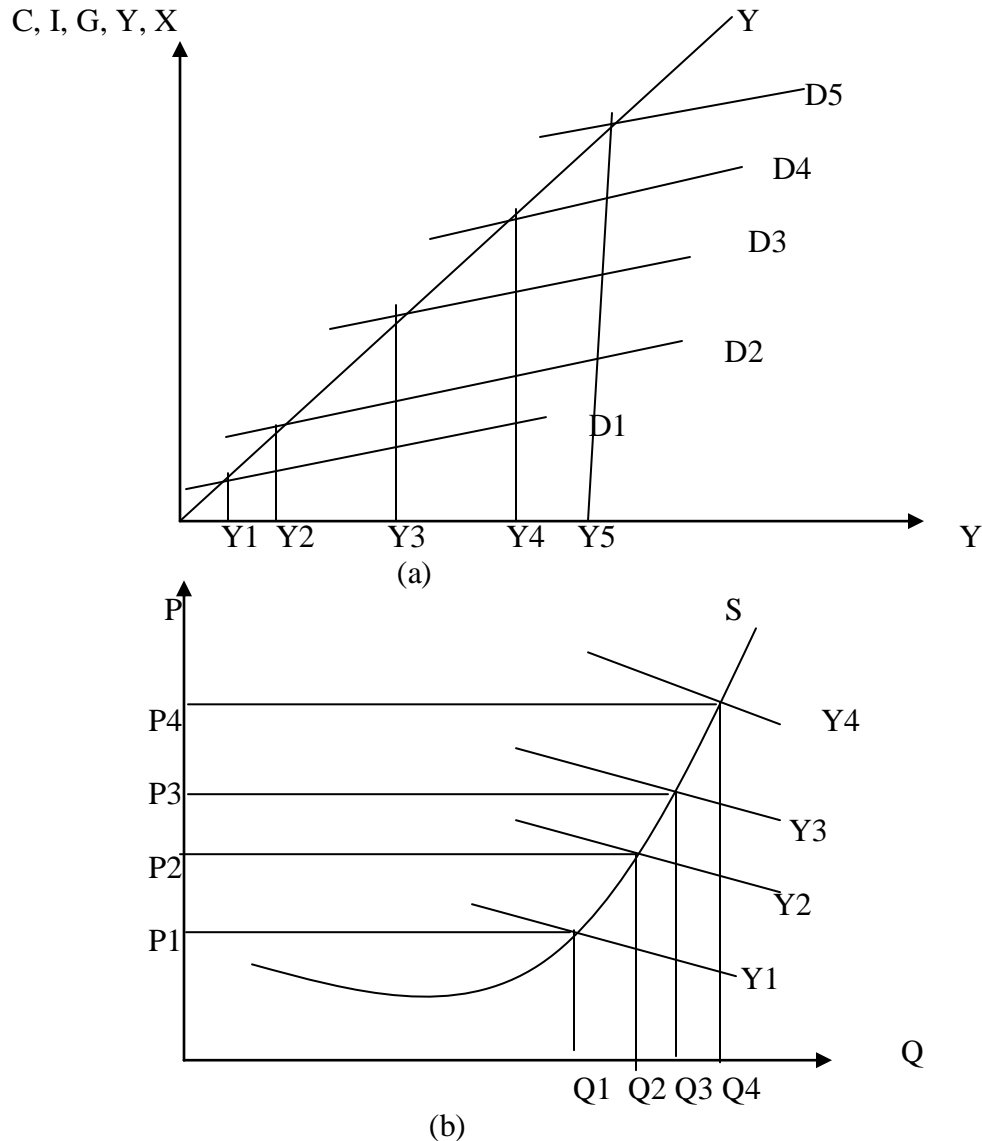 C, I, G, Y, X
Y
D5
D4
D3
D2
D1
Y1 Y2 Y3 Y4 Y5 Y
(a)
P S
P4 Y4
P3
Y3
P2
Y2
P1
Y1
Q
Q1 Q2 Q3 Q4
(b)